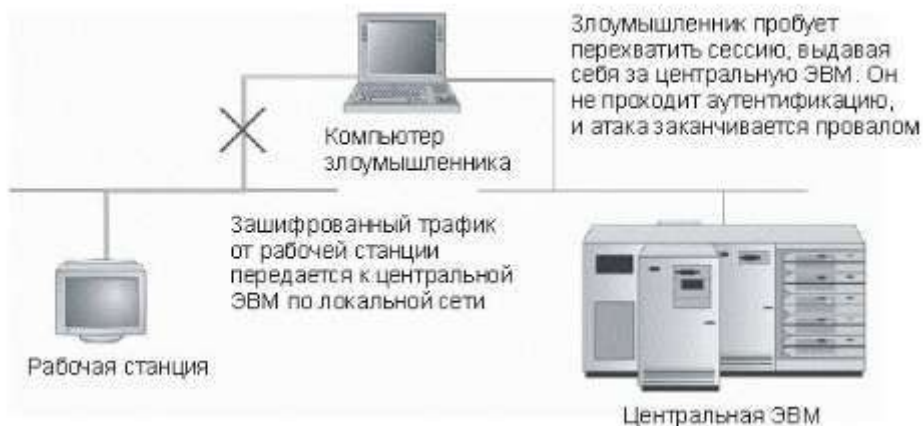 Злоумышленник пробует
перехватить сессию, выдавая
себя за центральную ЭВМ. Он
не проходит аутентификацию,
и атака заканчивается провалом
Компьютер
злоумышленника
Зашифрованный трафик
от рабочей станции
передается к центральной
ЭВМ по локальной сети
Рабочая станция
Центральная ЭВМ